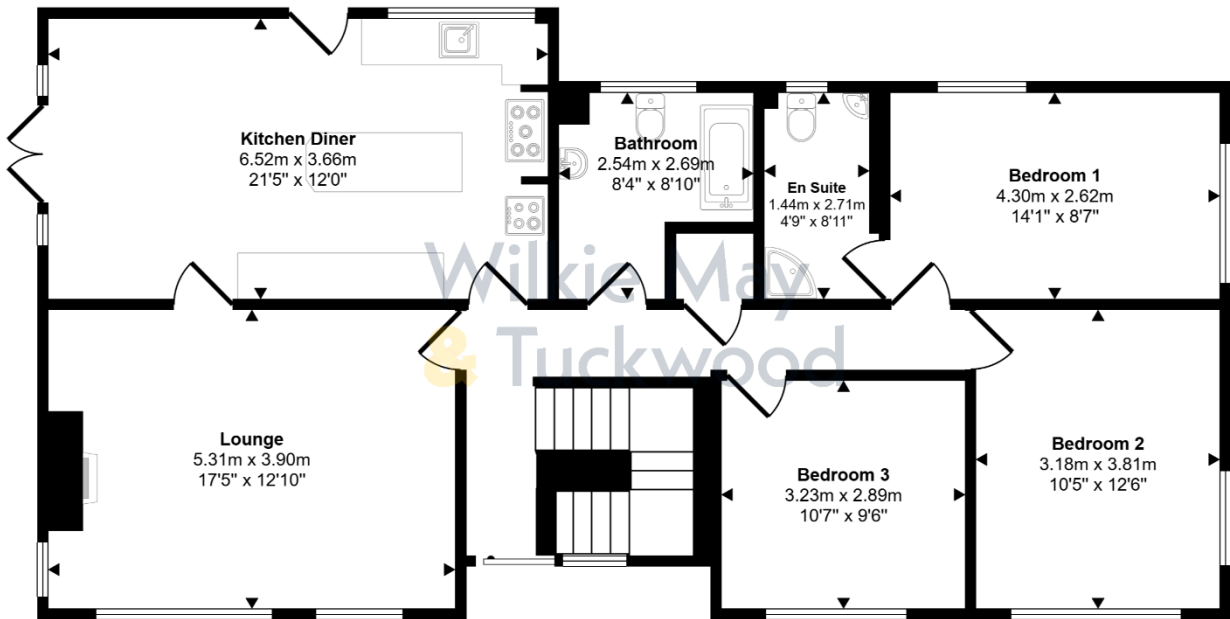 Kitchen Diner
6.52m x 3.66m
21'5" x 12'0"
Bathroom
2.54m x 2.69m
8'4" x 8'10"
En Suite
1.44m x 2.71m
4'9" x 8'11"
Bedroom 1
4.30m x 2.62m
14'1" x 8'7"
Wilkie May
& Tuckwood
Lounge
5.31m x 3.90m
17'5" x 12'10"
Bedroom 3
3.23m x 2.89m
10'7" x 9'6"
Bedroom 2
3.18m x 3.81m
10'5" x 12'6"